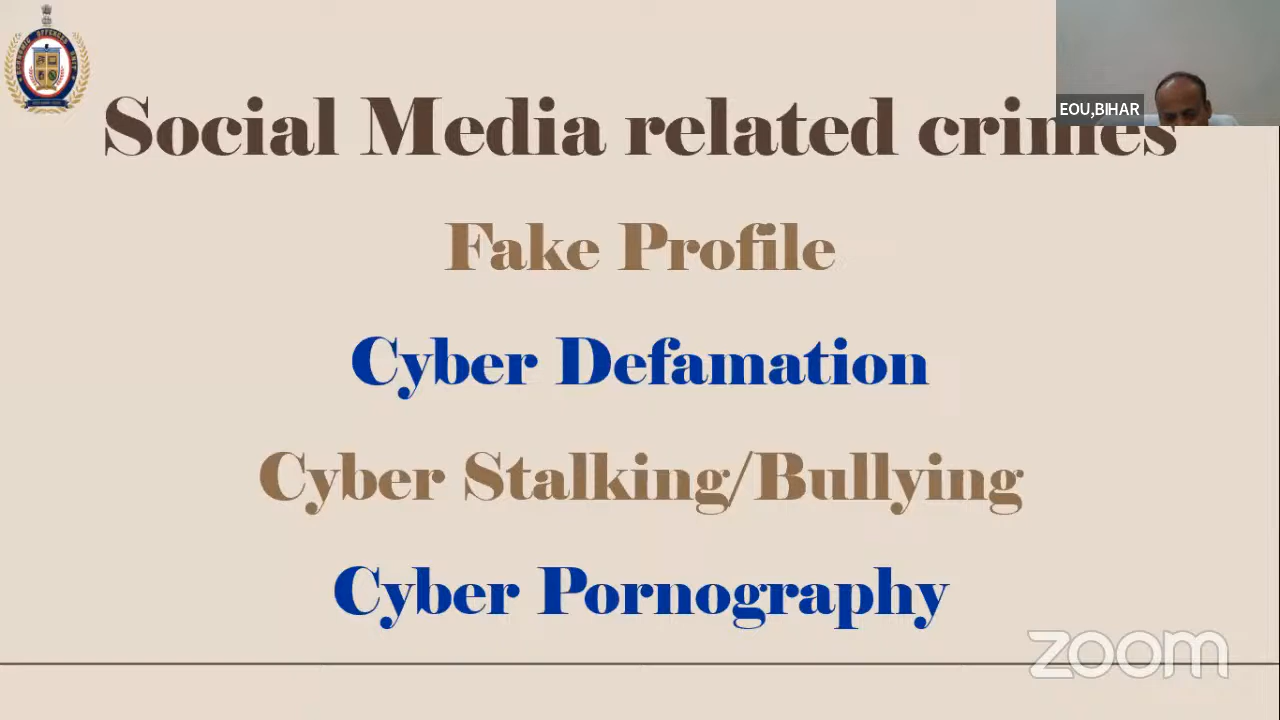 EOU,BIHAR
Social Media related crimes
Fake Profile
Cyber Defamation
Cyber Stalking/Bullying
Cyber Pornography
zoom